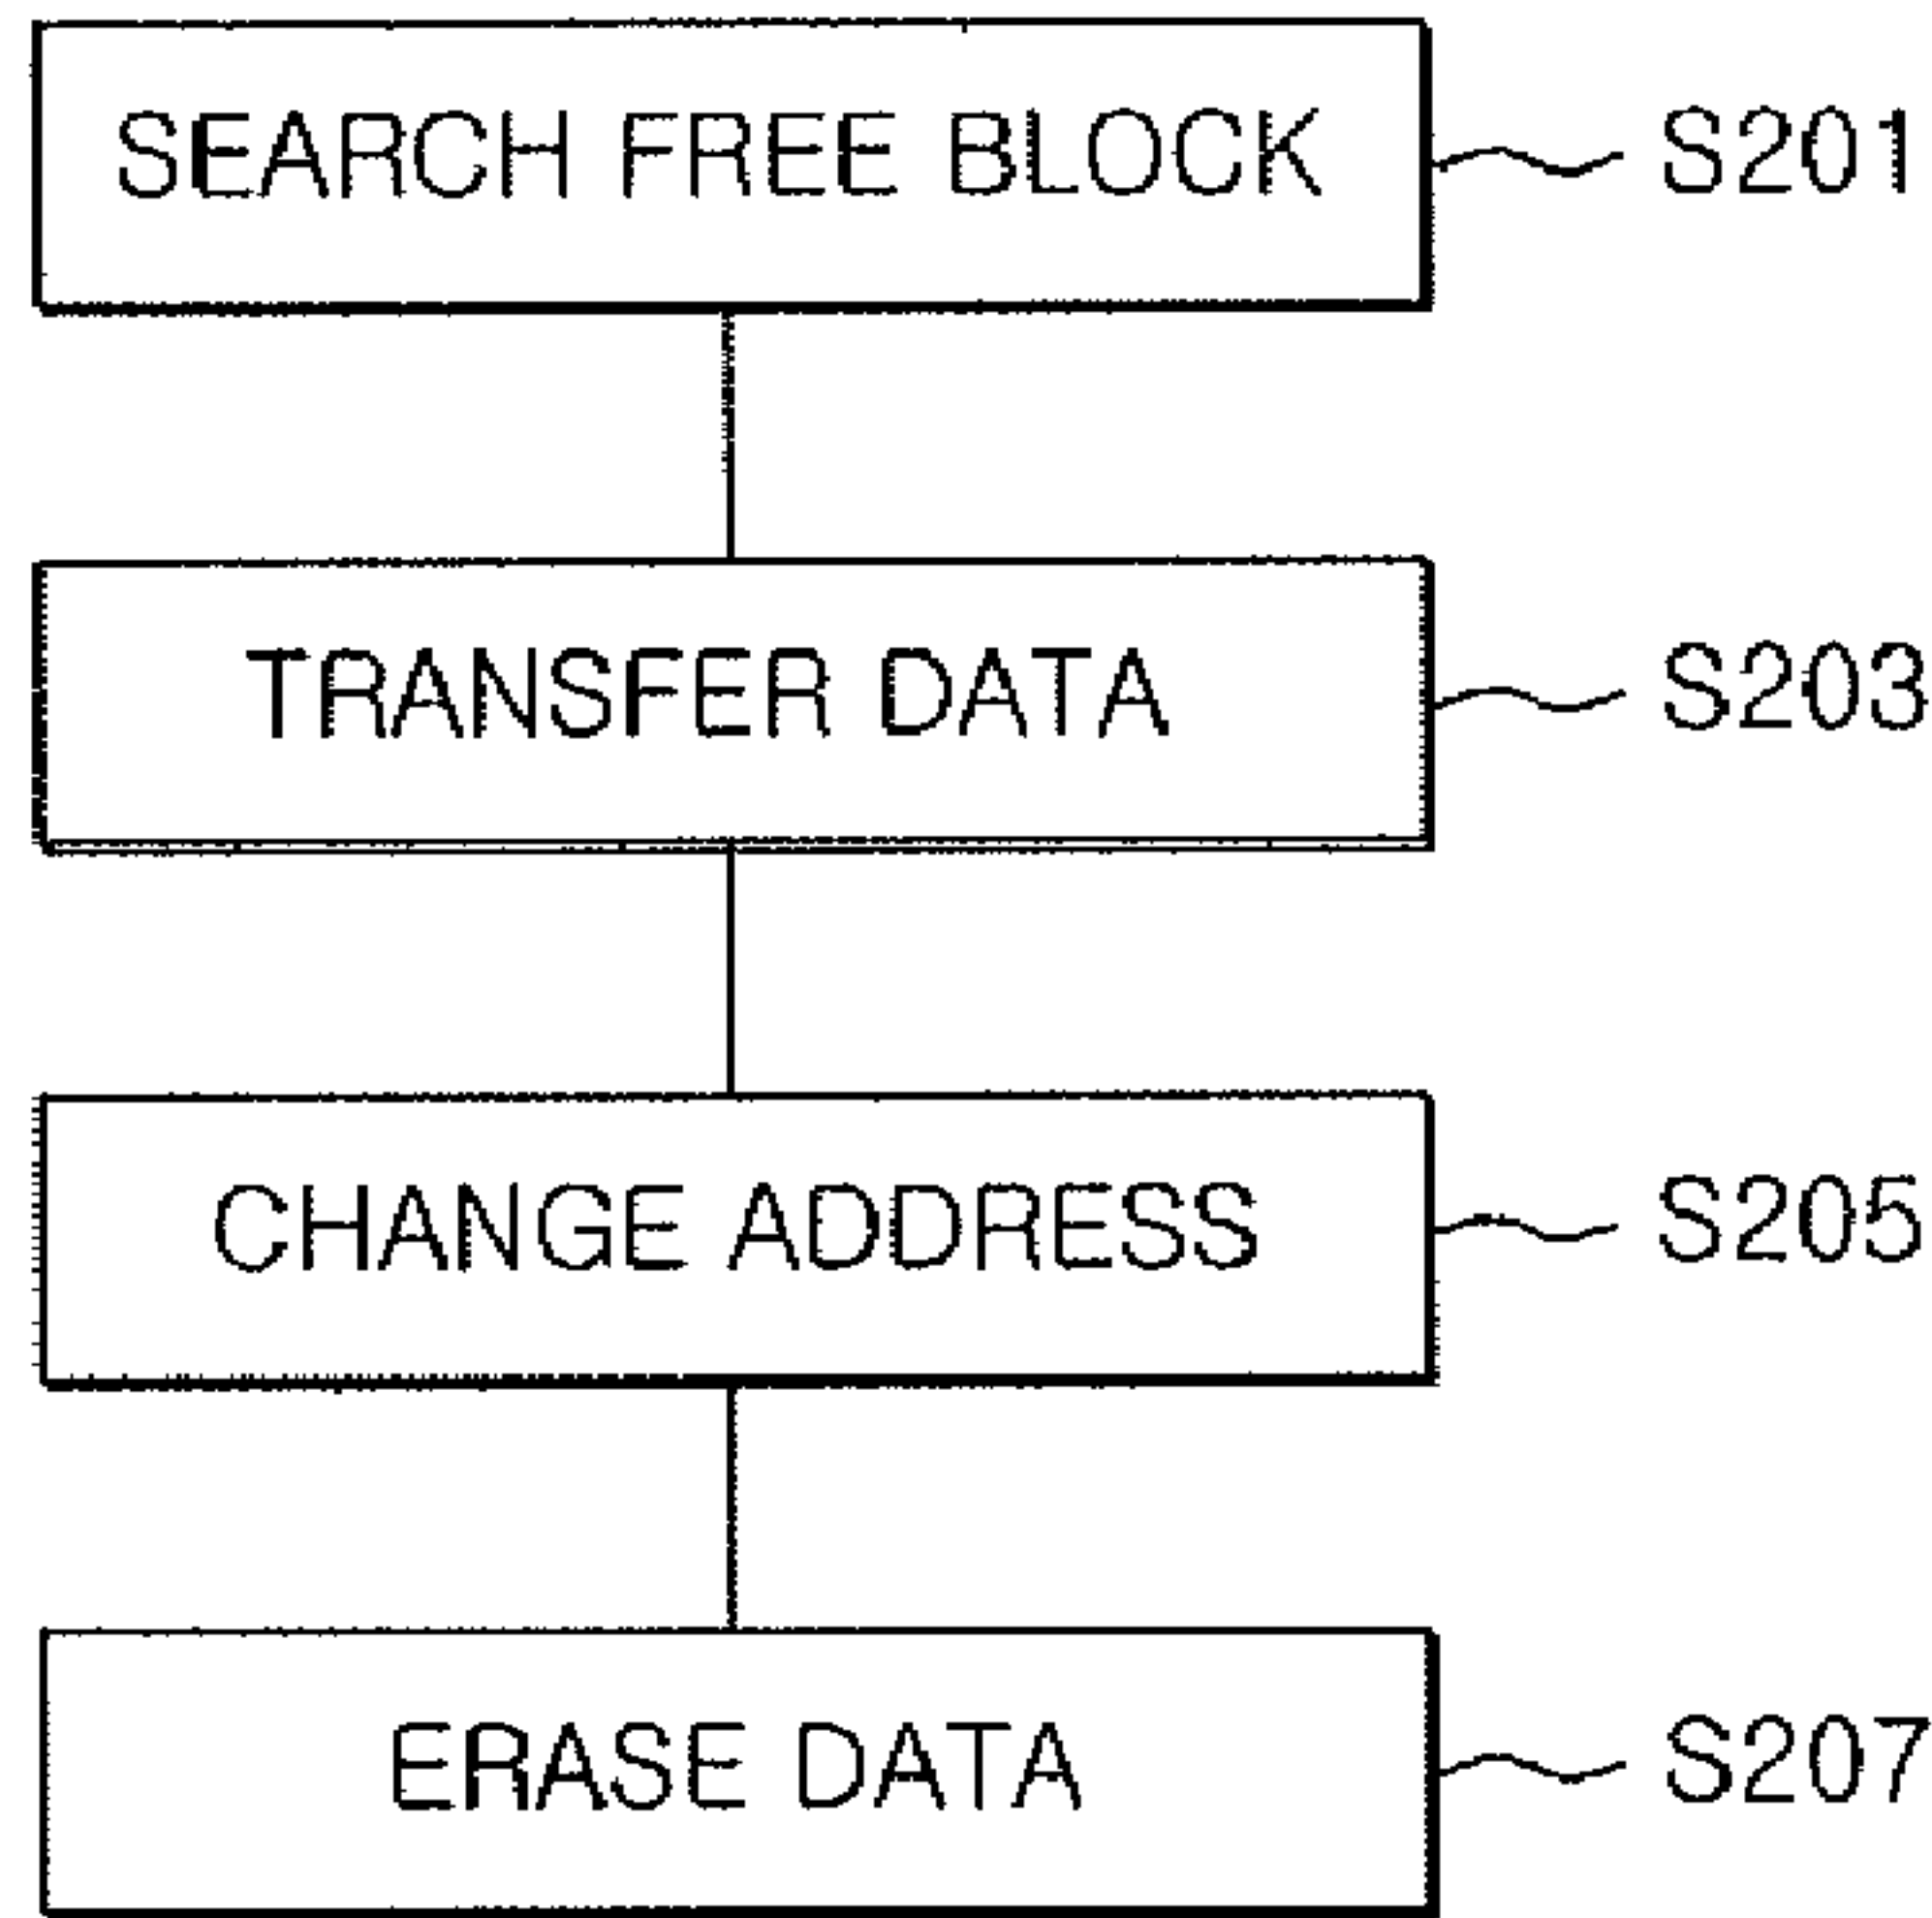 SEARCH FREE BLOCK S201
TRANSFER DATA S203
CHANGE ADDRESS S205
ERASE DATA S207